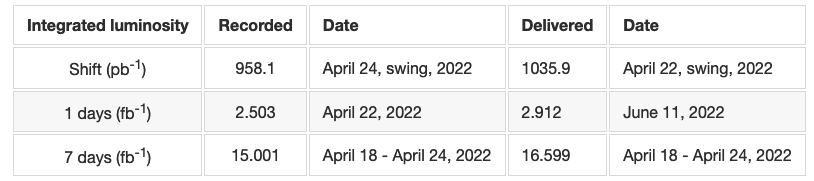 Integrated luminosity Recorded Date Delivered Date
Shift (pb⁻¹) 958.1 April 24, swing, 2022 1035.9 April 22, swing, 2022
1 days (fb⁻¹) 2.503 April 22, 2022 2.912 June 11, 2022
7 days (fb⁻¹) 15.001 April 18 - April 24, 2022 16.599 April 18 - April 24, 2022